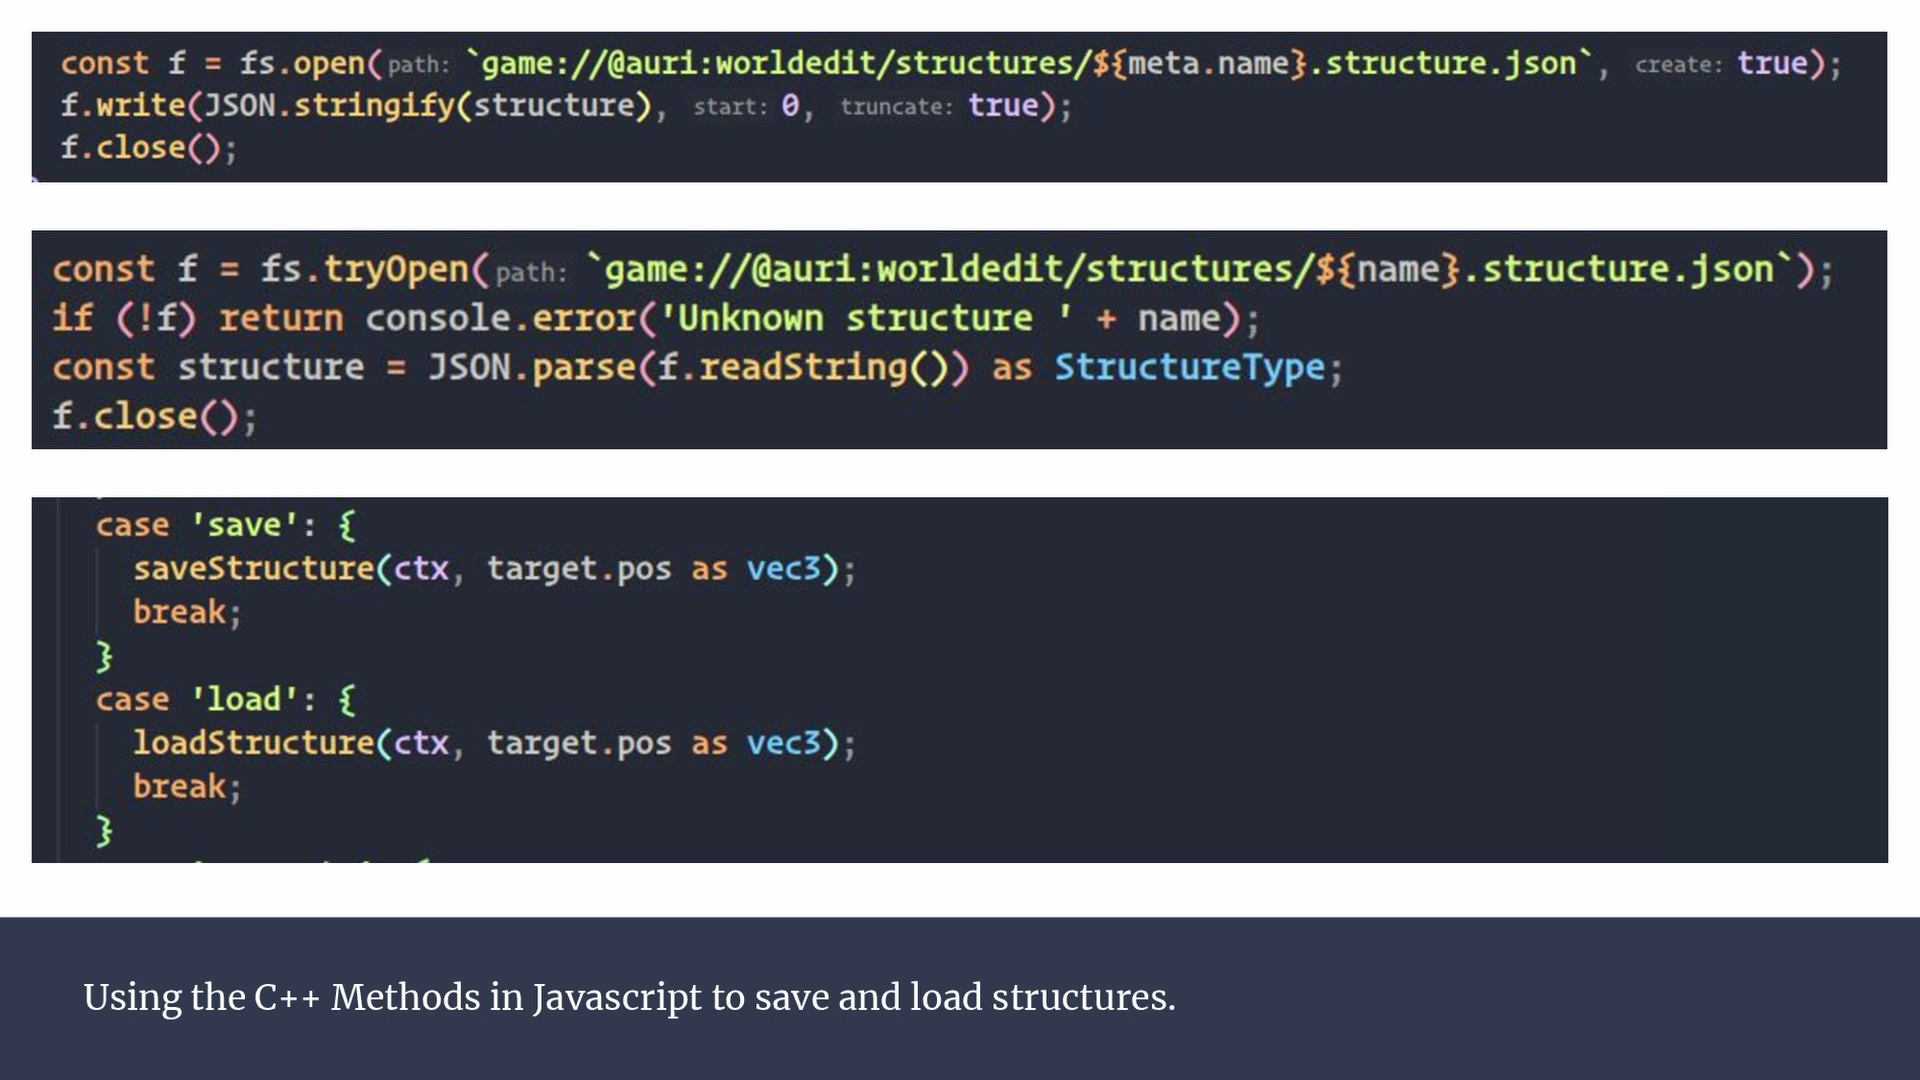 const f = fs.open(path: `game://@auri:worldedit/structures/${meta.name}.structure.json`, create: true);
f.write(JSON.stringify(structure), start: 0, truncate: true);
f.close();
const f = fs.tryOpen(path: `game://@auri:worldedit/structures/${name}.structure.json`);
if (!f) return console.error('Unknown structure ' + name);
const structure = JSON.parse(f.readString()) as StructureType;
f.close();
case 'save': {
saveStructure(ctx, target.pos as vec3);
break;
}
case 'load': {
loadStructure(ctx, target.pos as vec3);
break;
}
Using the C++ Methods in Javascript to save and load structures.